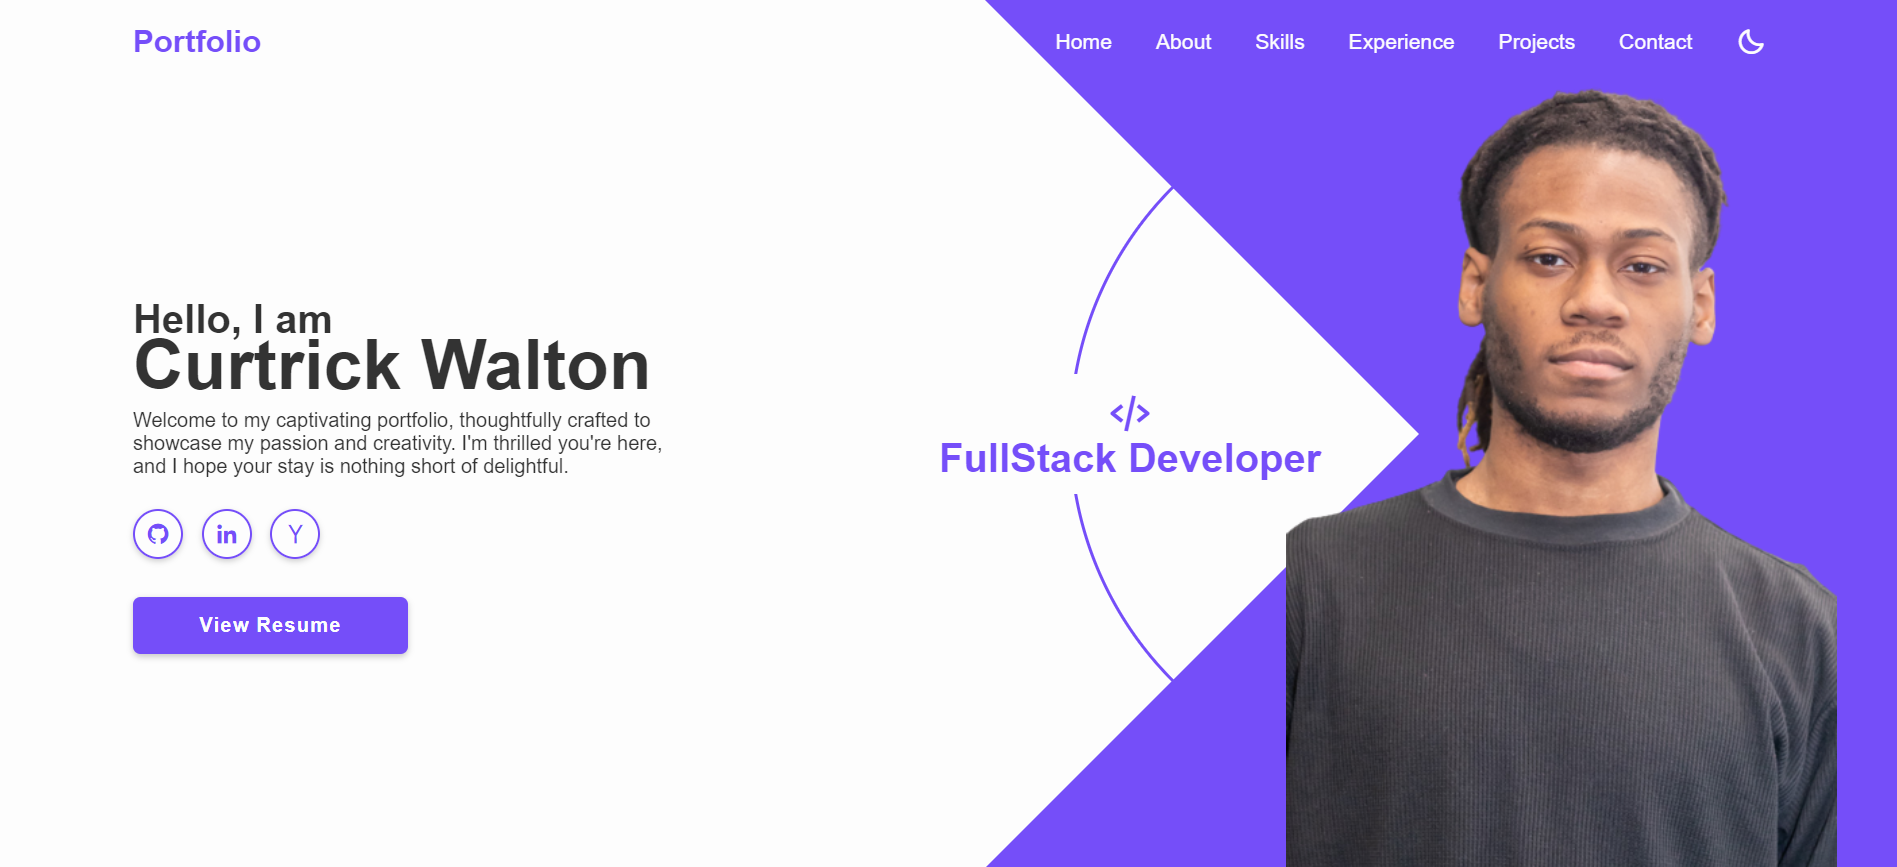 Portfolio
Home About Skills Experience Projects Contact
Hello, I am
Curtrick Walton
Welcome to my captivating portfolio, thoughtfully crafted to
showcase my passion and creativity. I'm thrilled you're here,
and I hope your stay is nothing short of delightful.
in
Y
View Resume
</>
FullStack Developer